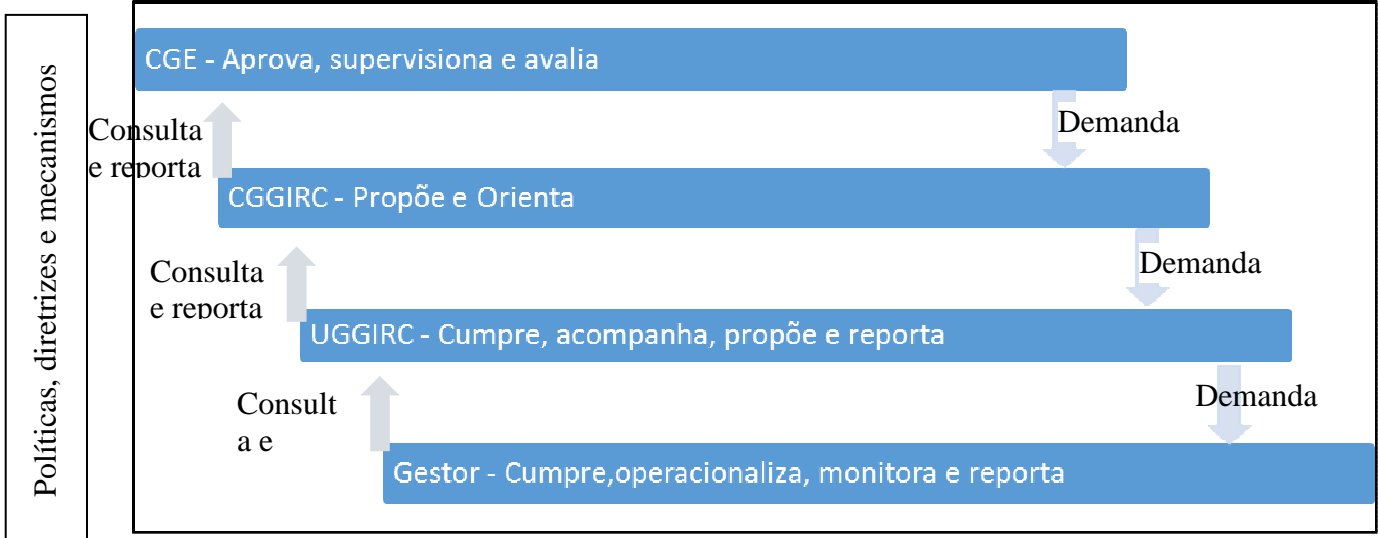 Políticas, diretrizes e mecanismos
CGE - Aprova, supervisiona e avalia
Consulta
e reporta
Demanda
CGGIRC - Propõe e Orienta
Consulta
e reporta
Demanda
UGGIRC - Cumpre, acompanha, propõe e reporta
Consult
a e
Demanda
Gestor - Cumpre,operacionaliza, monitora e reporta